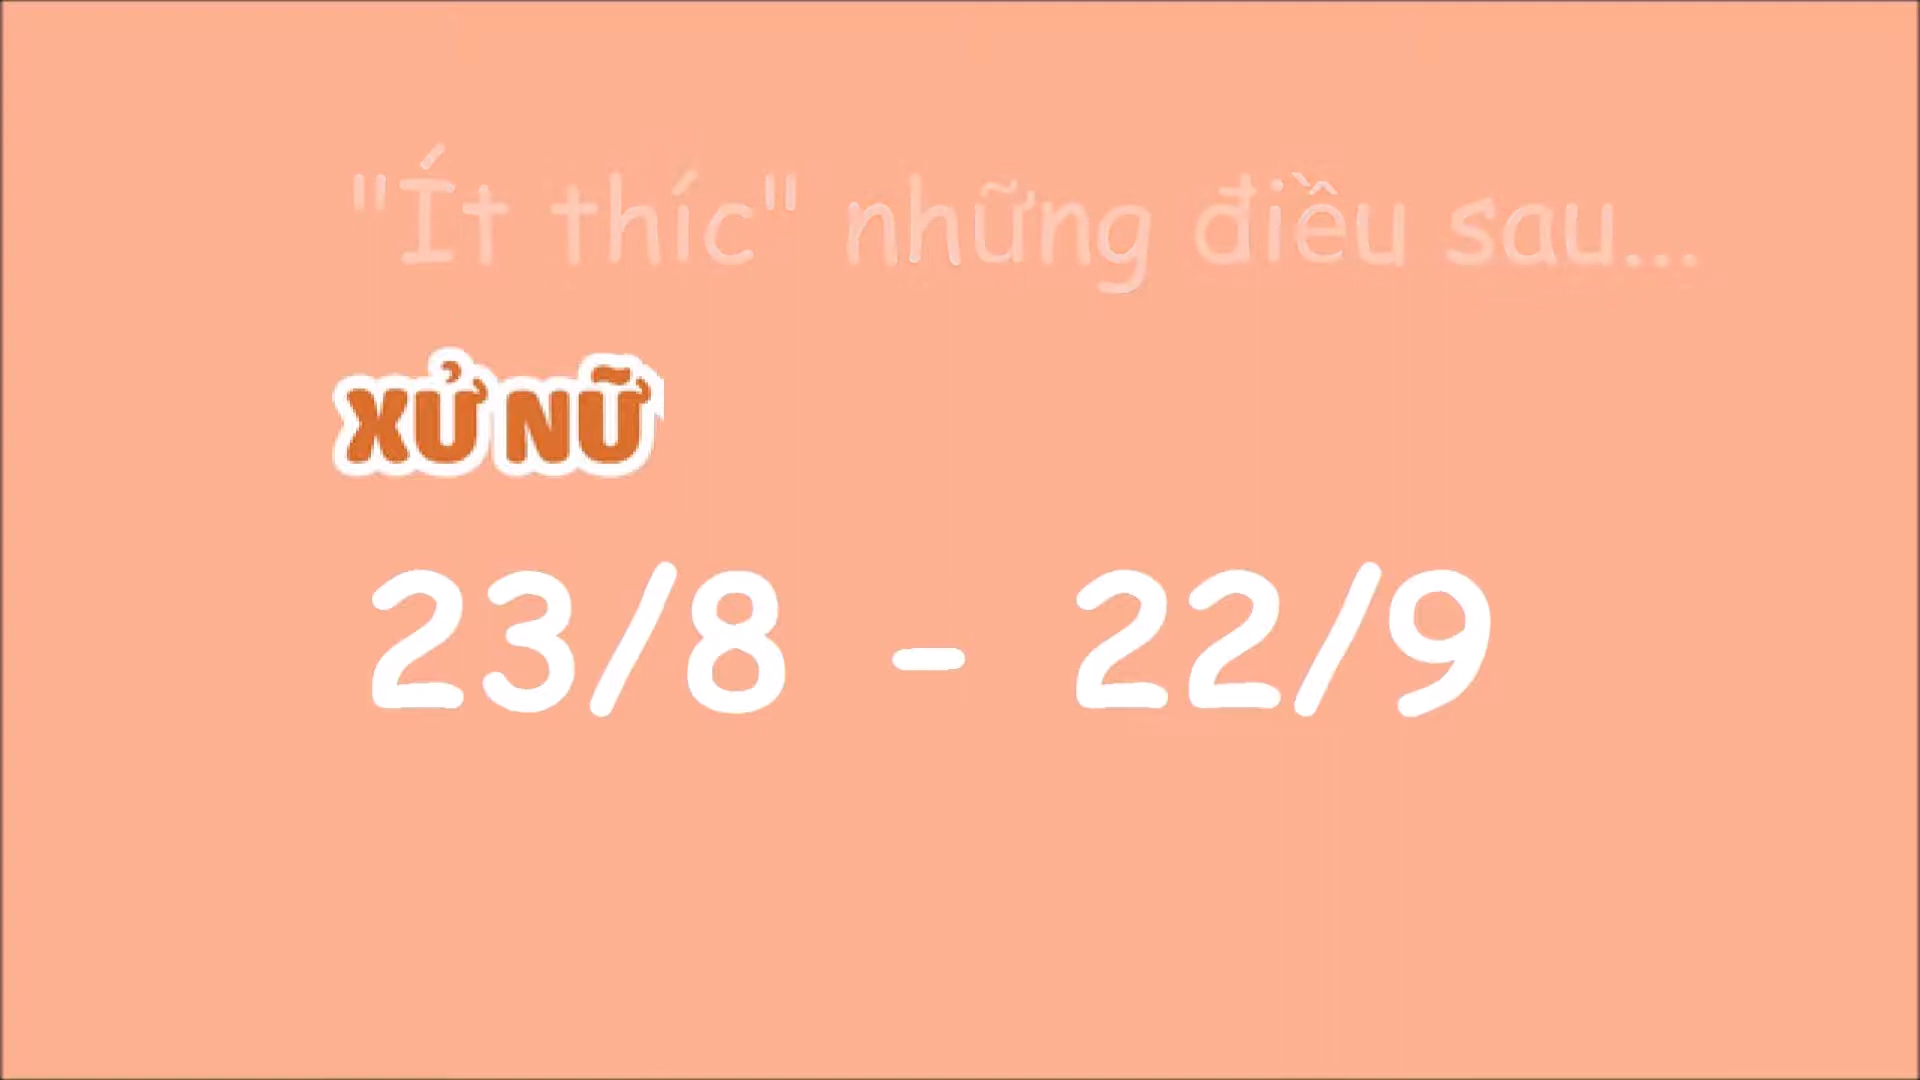 "Ít thíc" những điều sau...
XỬ NỮ
23/8 - 22/9